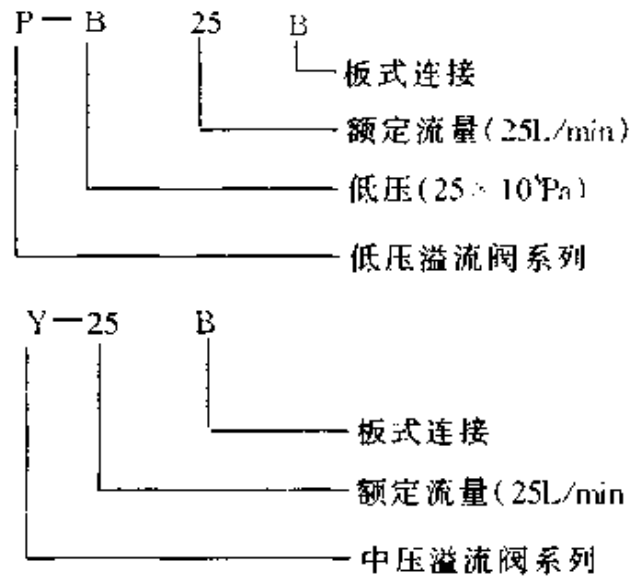 P－B 25 B
板式连接
额定流量(25L/min)
低压(25×10⁵Pa)
低压溢流阀系列
Y－25 B
板式连接
额定流量(25L/min
中压溢流阀系列